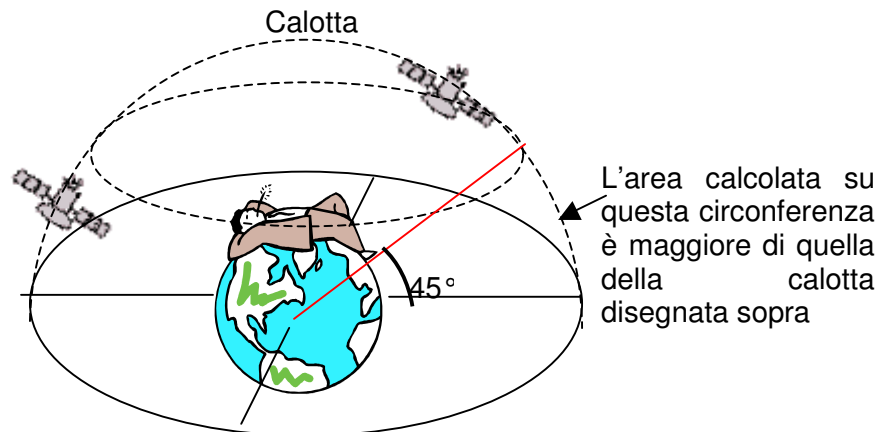 Calotta
L'area calcolata su
questa circonferenza
è maggiore di quella
della calotta
disegnata sopra
45°